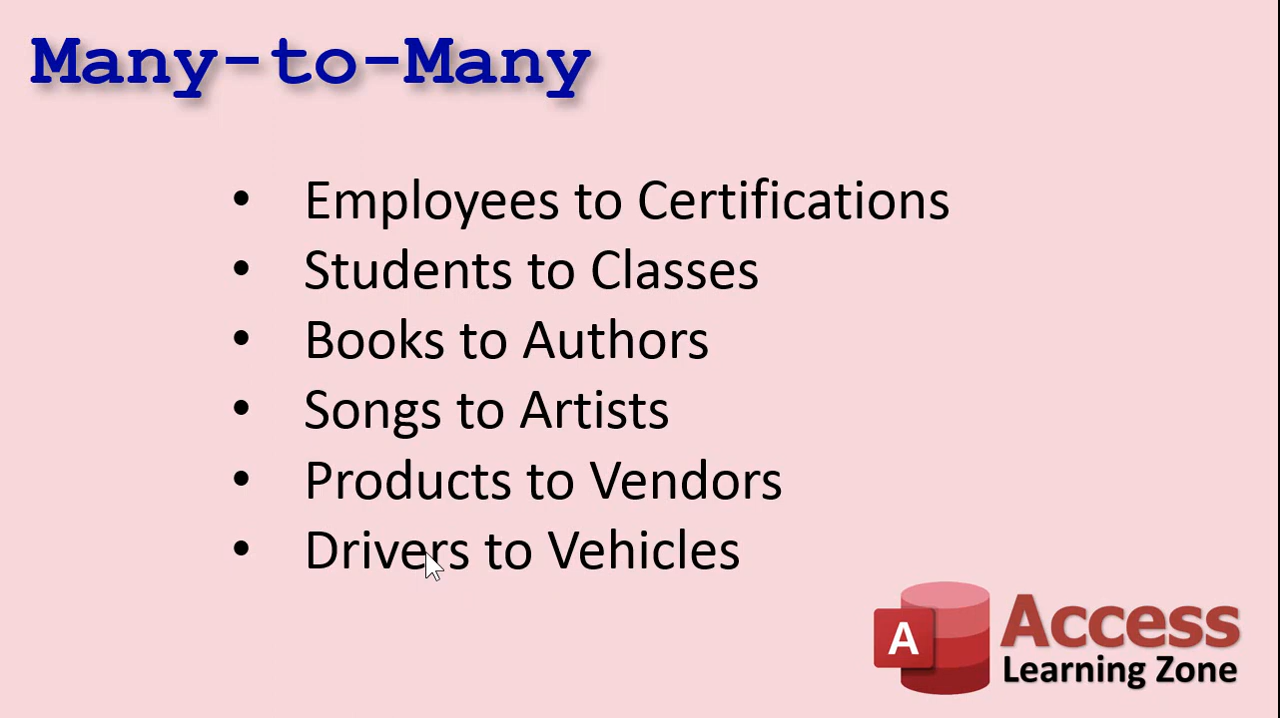 Many-to-Many
• Employees to Certifications
• Students to Classes
• Books to Authors
• Songs to Artists
• Products to Vendors
• Drivers to Vehicles
A
Access
Learning Zone